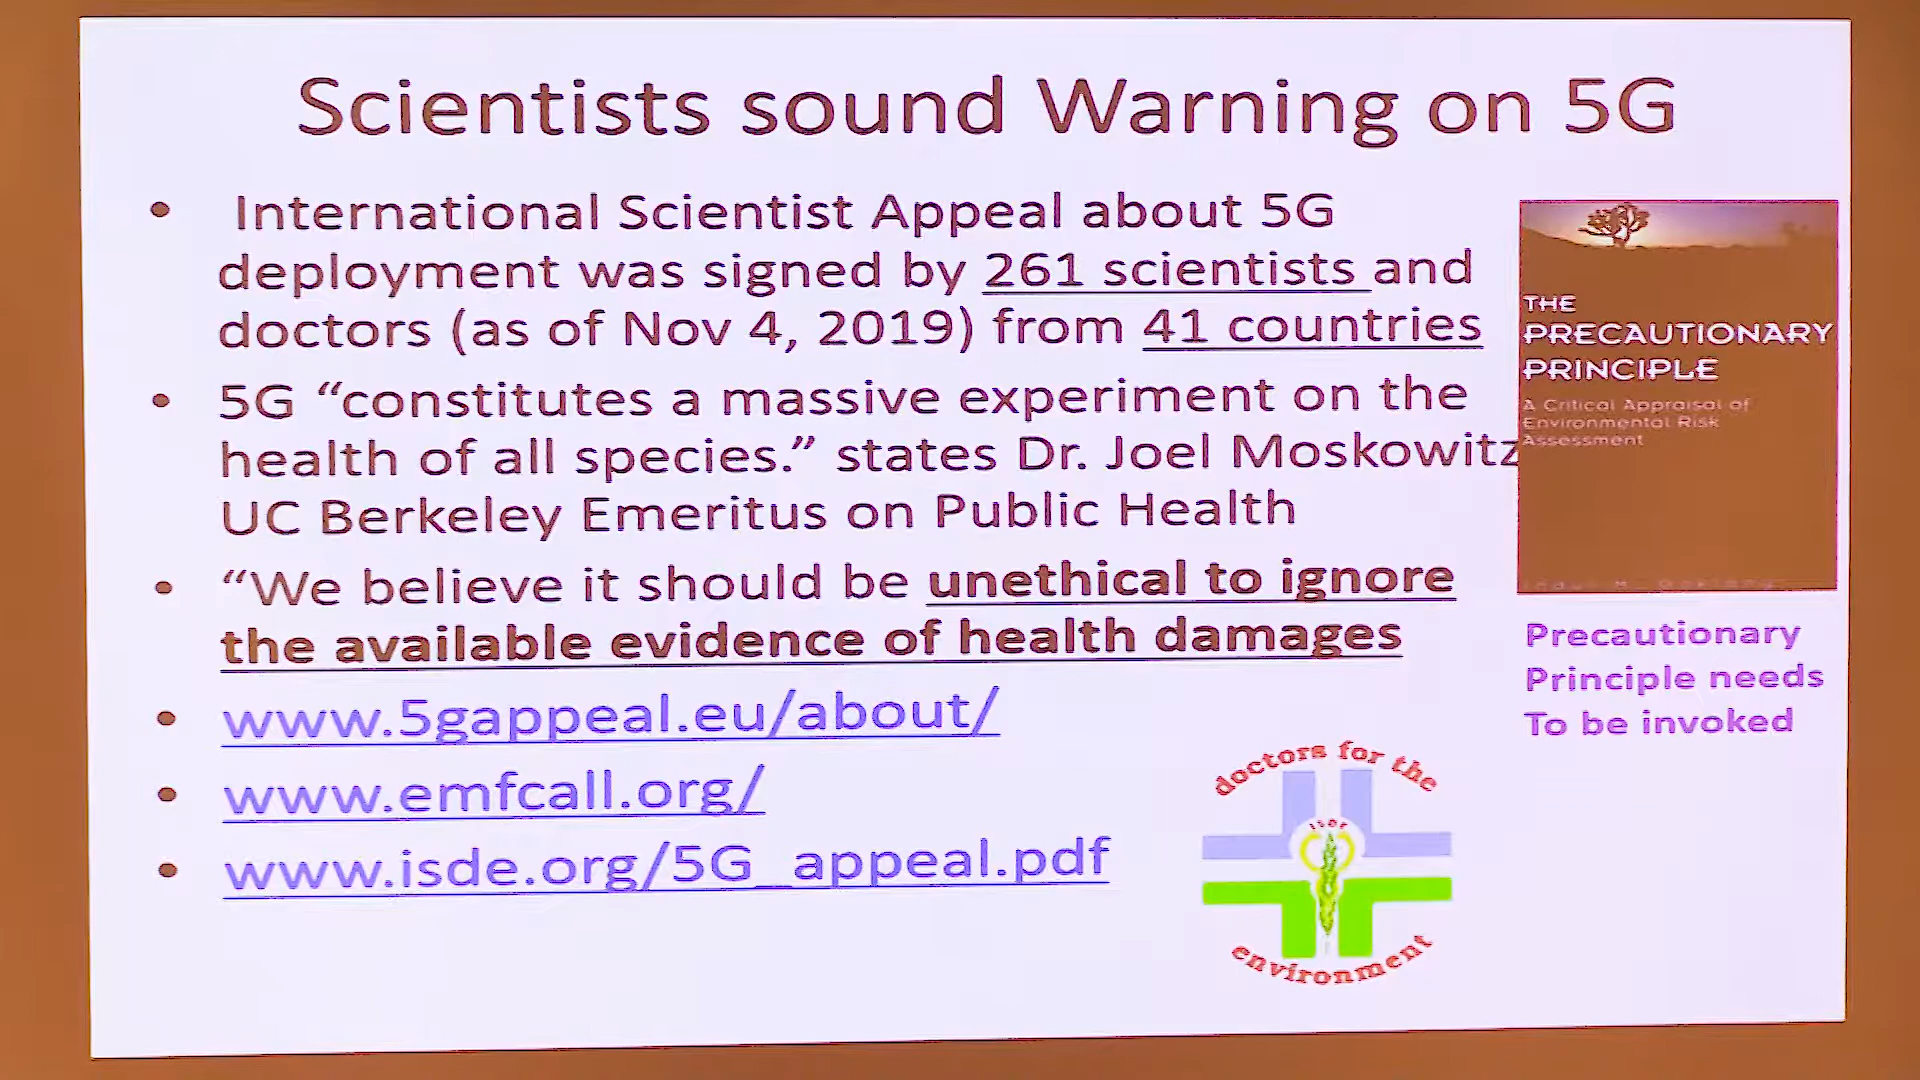 Scientists sound Warning on 5G
• International Scientist Appeal about 5G
deployment was signed by 261 scientists and
doctors (as of Nov 4, 2019) from 41 countries
• 5G “constitutes a massive experiment on the
health of all species.” states Dr. Joel Moskowitz
UC Berkeley Emeritus on Public Health
• “We believe it should be unethical to ignore
the available evidence of health damages
• www.5gappeal.eu/about/
• www.emfcall.org/
• www.isde.org/5G_appeal.pdf
THE
PRECAUTIONARY
PRINCIPLE
A Critical Appraisal of
Environmental Risk
Assessment
Precautionary
Principle needs
To be invoked
doctors for the
ISDE
environment